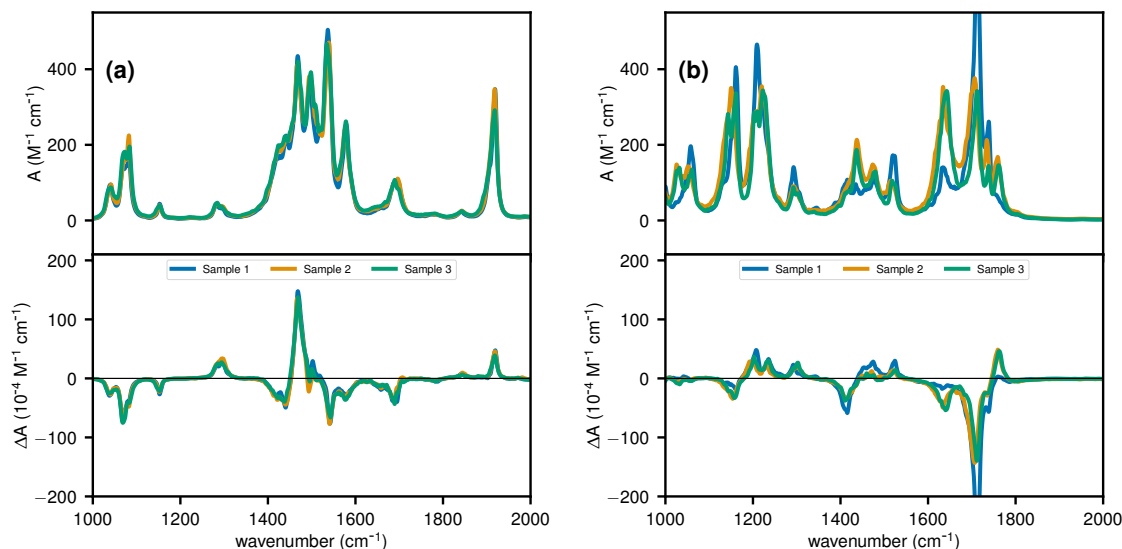 (a)
A (M⁻¹ cm⁻¹)
400
200
0
Sample 1 Sample 2 Sample 3
ΔA (10⁻⁴ M⁻¹ cm⁻¹)
200
100
0
−100
−200
1000 1200 1400 1600 1800 2000
wavenumber (cm⁻¹)
(b)
A (M⁻¹ cm⁻¹)
400
200
0
Sample 1 Sample 2 Sample 3
ΔA (10⁻⁴ M⁻¹ cm⁻¹)
200
100
0
−100
−200
1000 1200 1400 1600 1800 2000
wavenumber (cm⁻¹)